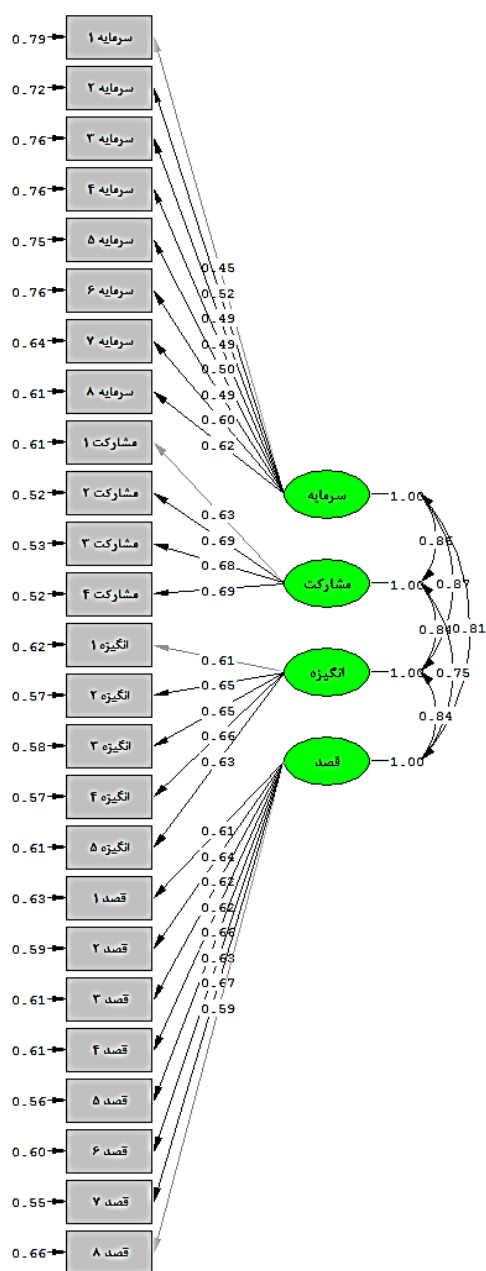 0.79 سرمایه ۱
0.72 سرمایه ۲
0.76 سرمایه ۳
0.76 سرمایه ۴
0.75 سرمایه ۵
0.76 سرمایه ۶
0.64 سرمایه ۷
0.61 سرمایه ۸
0.61 مشارکت ۱
0.52 مشارکت ۲
0.53 مشارکت ۳
0.52 مشارکت ۴
0.62 انگیزه ۱
0.57 انگیزه ۲
0.58 انگیزه ۳
0.57 انگیزه ۴
0.61 انگیزه ۵
0.63 قصد ۱
0.59 قصد ۲
0.61 قصد ۳
0.61 قصد ۴
0.56 قصد ۵
0.60 قصد ۶
0.55 قصد ۷
0.66 قصد ۸
0.45
0.52
0.49
0.49
0.50
0.49
0.60
0.62
0.63
0.69
0.68
0.69
0.61
0.65
0.65
0.66
0.63
0.61
0.64
0.62
0.62
0.66
0.63
0.67
0.59
سرمایه 1.00
مشارکت 1.00
انگیزه 1.00
قصد 1.00
0.87
0.81
0.75
0.84